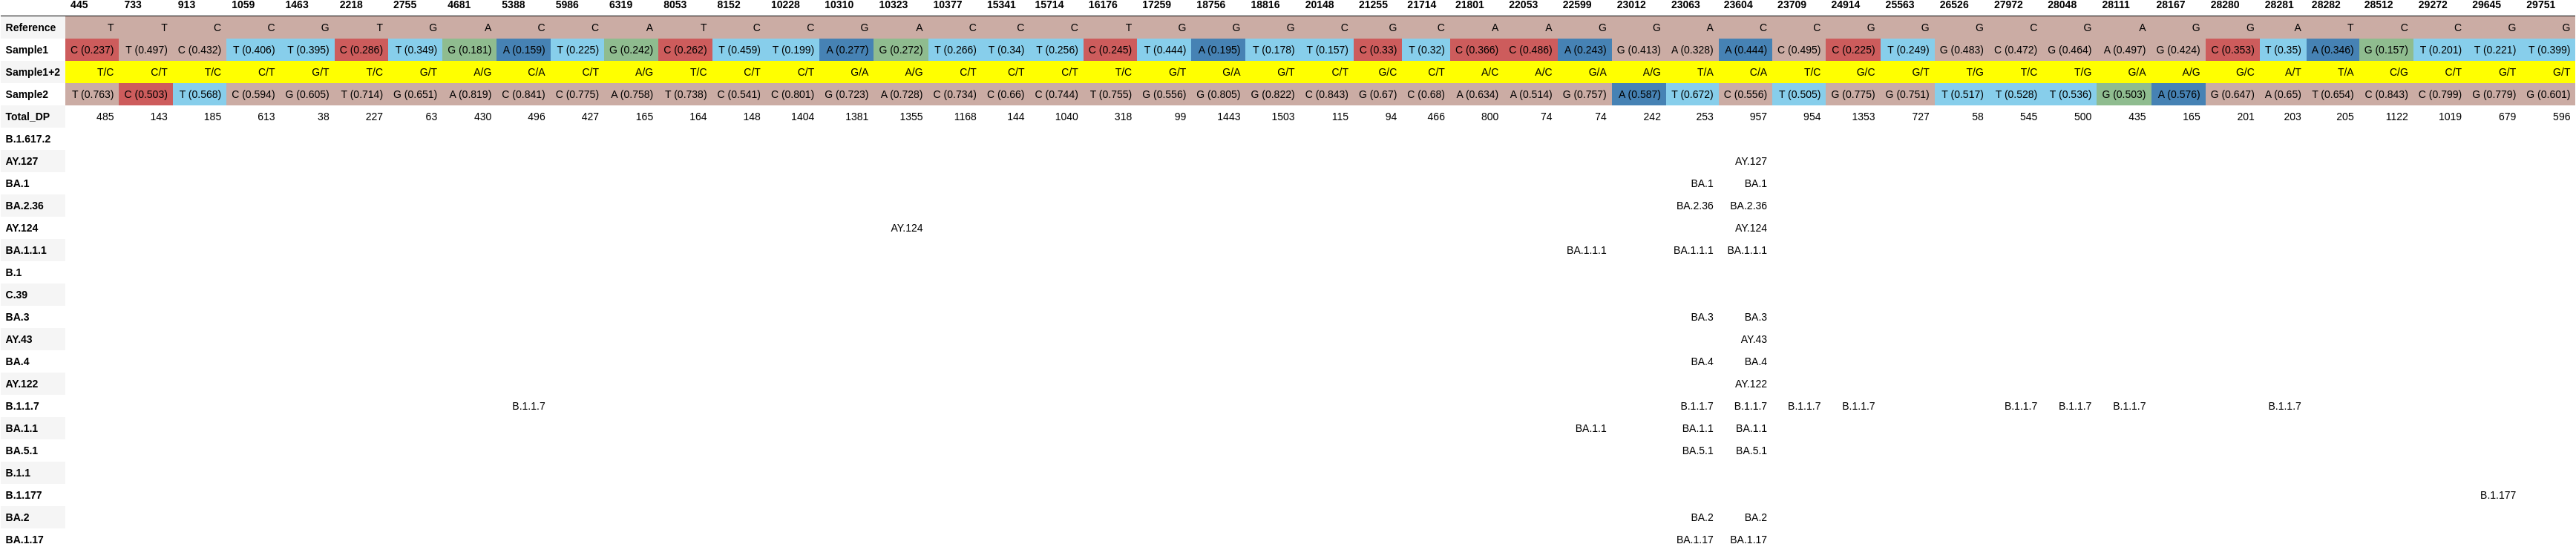 445 733 913 1059 1463 2218 2755 4681 5388 5986 6319 8053 8152 10228 10310 10323 10377 15341 15714 16176 17259 18756 18816 20148 21255 21714 21801 22053 22599 23012 23063 23604 23709 24914 25563 26526 27972 28048 28111 28167 28280 28281 28282 28512 29272 29645 29751
Reference T T C C G T G A C C A T C C G A C C C T G G G C G C A A G G A C C G G G C G A G G A T C C G G
Sample1 C (0.237) T (0.497) C (0.432) T (0.406) T (0.395) C (0.286) T (0.349) G (0.181) A (0.159) T (0.225) G (0.242) C (0.262) T (0.459) T (0.199) A (0.277) G (0.272) T (0.266) T (0.34) T (0.256) C (0.245) T (0.444) A (0.195) T (0.178) T (0.157) C (0.33) T (0.32) C (0.366) C (0.486) A (0.243) G (0.413) A (0.328) A (0.444) C (0.495) C (0.225) T (0.249) G (0.483) C (0.472) G (0.464) A (0.497) G (0.424) C (0.353) T (0.35) A (0.346) G (0.157) T (0.201) T (0.221) T (0.399)
Sample1+2 T/C C/T T/C C/T G/T T/C G/T A/G C/A C/T A/G T/C C/T C/T G/A A/G C/T C/T C/T T/C G/T G/A G/T C/T G/C C/T A/C A/C G/A A/G T/A C/A T/C G/C G/T T/G T/C T/G G/A A/G G/C A/T T/A C/G C/T G/T G/T
Sample2 T (0.763) C (0.503) T (0.568) C (0.594) G (0.605) T (0.714) G (0.651) A (0.819) C (0.841) C (0.775) A (0.758) T (0.738) C (0.541) C (0.801) G (0.723) A (0.728) C (0.734) C (0.66) C (0.744) T (0.755) G (0.556) G (0.805) G (0.822) C (0.843) G (0.67) C (0.68) A (0.634) A (0.514) G (0.757) A (0.587) T (0.672) C (0.556) T (0.505) G (0.775) G (0.751) T (0.517) T (0.528) T (0.536) G (0.503) A (0.576) G (0.647) A (0.65) T (0.654) C (0.843) C (0.799) G (0.779) G (0.601)
Total_DP 485 143 185 613 38 227 63 430 496 427 165 164 148 1404 1381 1355 1168 144 1040 318 99 1443 1503 115 94 466 800 74 74 242 253 957 954 1353 727 58 545 500 435 165 201 203 205 1122 1019 679 596
B.1.617.2
AY.127 AY.127
BA.1 BA.1 BA.1
BA.2.36 BA.2.36 BA.2.36
AY.124 AY.124 AY.124
BA.1.1.1 BA.1.1.1 BA.1.1.1 BA.1.1.1
B.1
C.39
BA.3 BA.3 BA.3
AY.43 AY.43
BA.4 BA.4 BA.4
AY.122 AY.122
B.1.1.7 B.1.1.7 B.1.1.7 B.1.1.7 B.1.1.7 B.1.1.7 B.1.1.7 B.1.1.7 B.1.1.7 B.1.1.7
BA.1.1 BA.1.1 BA.1.1 BA.1.1
BA.5.1 BA.5.1 BA.5.1
B.1.1
B.1.177 B.1.177
BA.2 BA.2 BA.2
BA.1.17 BA.1.17 BA.1.17